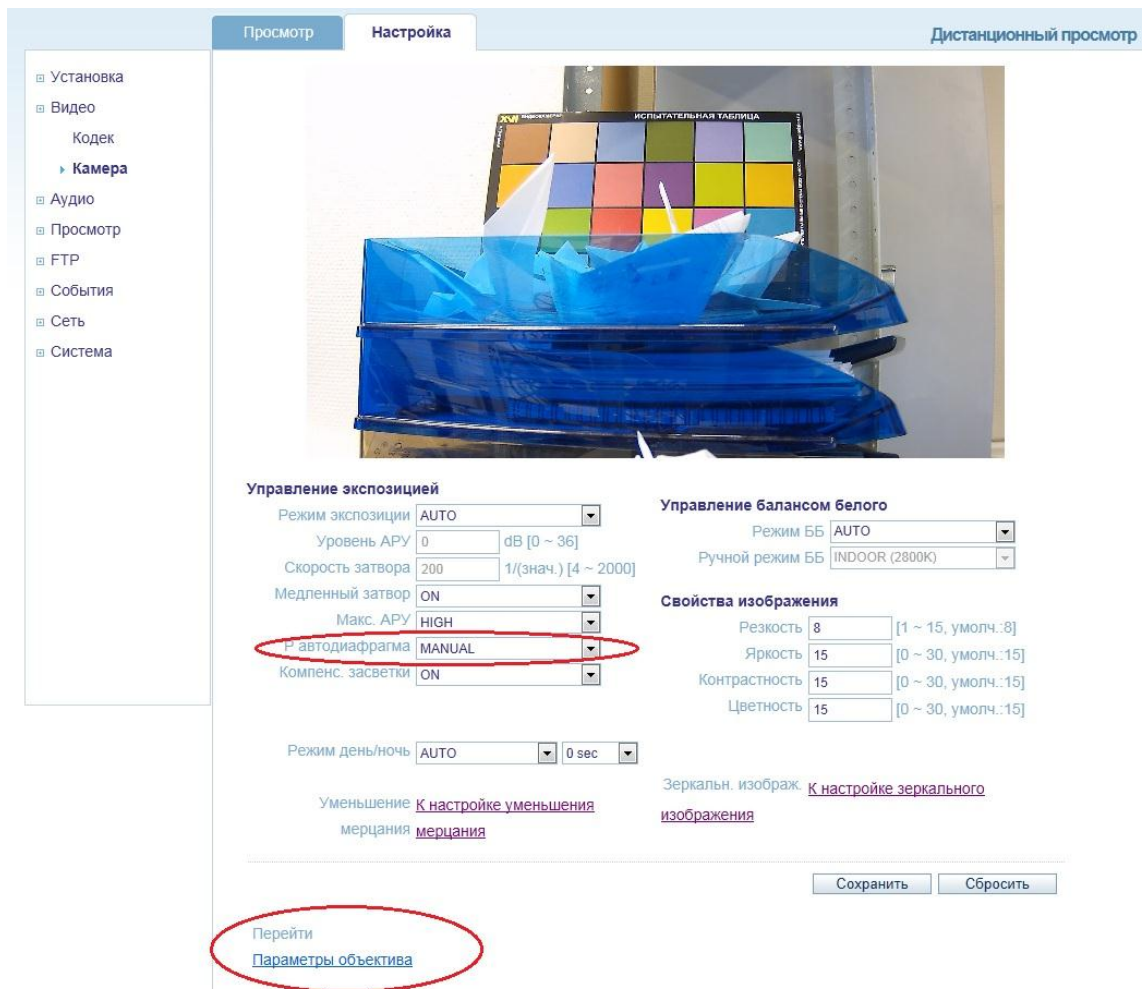 Просмотр
Настройка
Дистанционный просмотр
Установка
Видео
Кодек
Камера
Аудио
Просмотр
FTP
События
Сеть
Система
ИСПЫТАТЕЛЬНАЯ ТАБЛИЦА
Управление экспозицией
Режим экспозиции AUTO
Уровень АРУ 0 dB [0 ~ 36]
Скорость затвора 200 1/(знач.) [4 ~ 2000]
Медленный затвор ON
Макс. АРУ HIGH
Р автодиафрагма MANUAL
Компенс. засветки ON
Режим день/ночь AUTO 0 sec
Уменьшение К настройке уменьшения
мерцания мерцания
Управление балансом белого
Режим ББ AUTO
Ручной режим ББ INDOOR (2800K)
Свойства изображения
Резкость 8 [1 ~ 15, умолч.:8]
Яркость 15 [0 ~ 30, умолч.:15]
Контрастность 15 [0 ~ 30, умолч.:15]
Цветность 15 [0 ~ 30, умолч.:15]
Зеркальн. изображ. К настройке зеркального
изображения
Сохранить Сбросить
Перейти
Параметры объектива